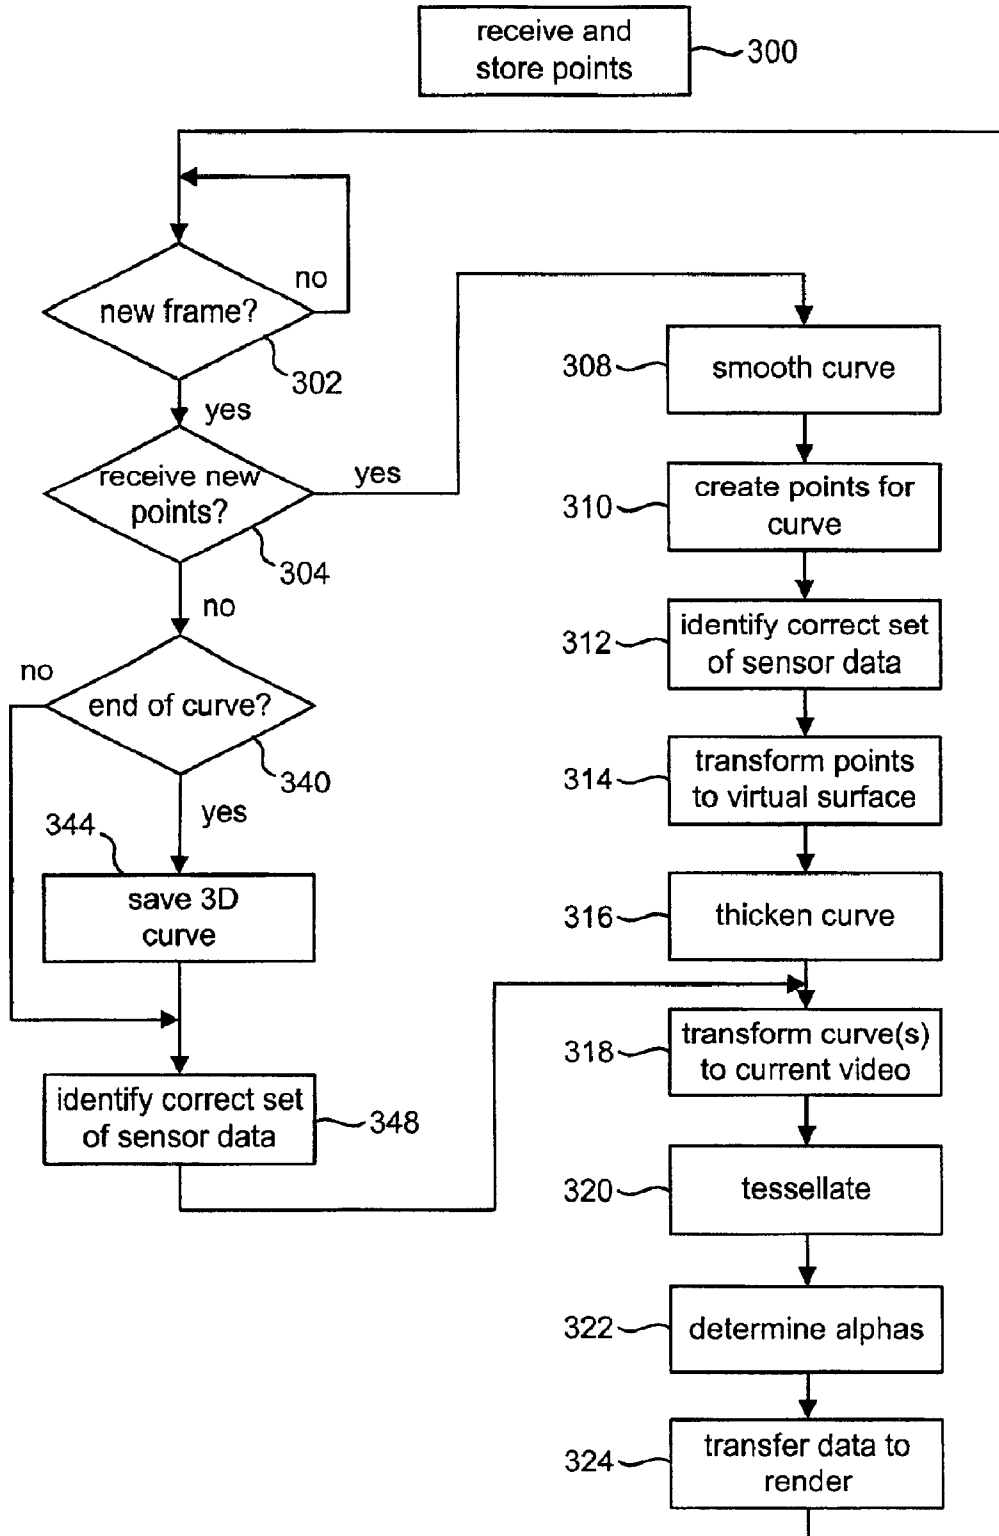 receive and
store points
300
new frame?
no
302
yes
receive new
points?
yes
304
no
end of curve?
no
340
yes
344
save 3D
curve
identify correct set
of sensor data
348
308
smooth curve
310
create points for
curve
312
identify correct set
of sensor data
314
transform points
to virtual surface
316
thicken curve
318
transform curve(s)
to current video
320
tessellate
322
determine alphas
324
transfer data to
render